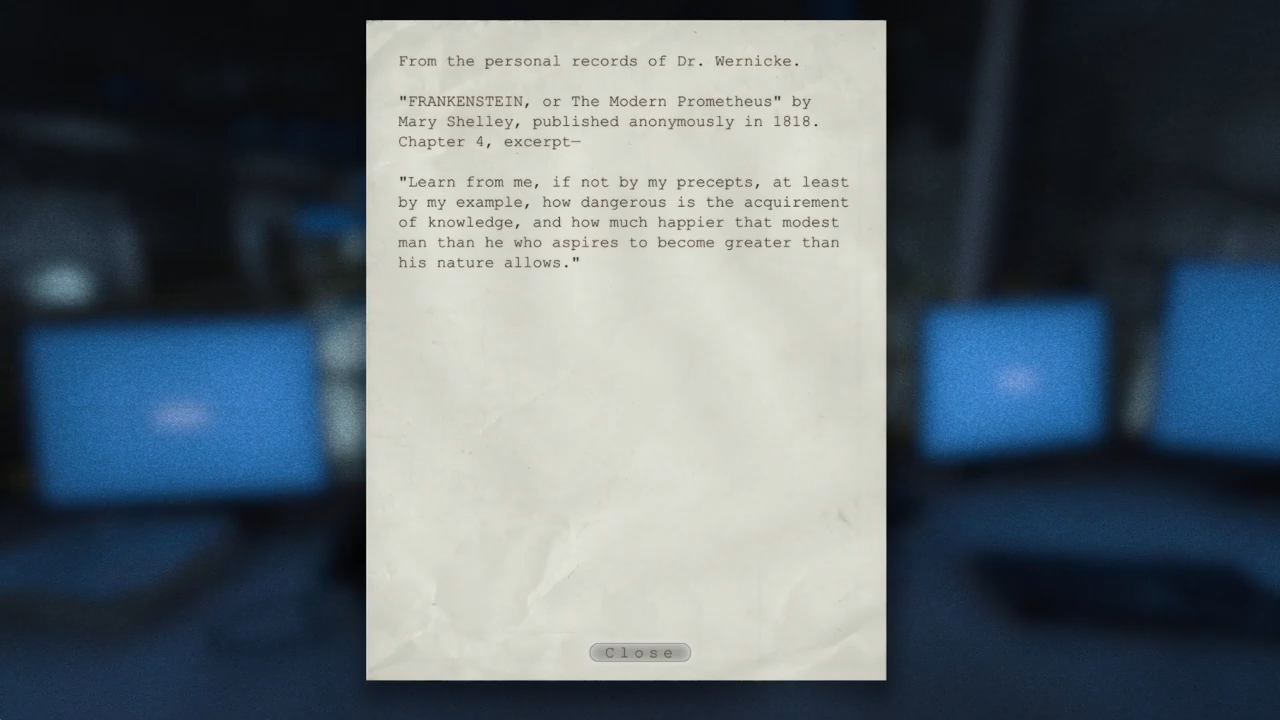 From the personal records of Dr. Wernicke.
"FRANKENSTEIN, or The Modern Prometheus" by
Mary Shelley, published anonymously in 1818.
Chapter 4, excerpt—
"Learn from me, if not by my precepts, at least
by my example, how dangerous is the acquirement
of knowledge, and how much happier that modest
man than he who aspires to become greater than
his nature allows."
Close